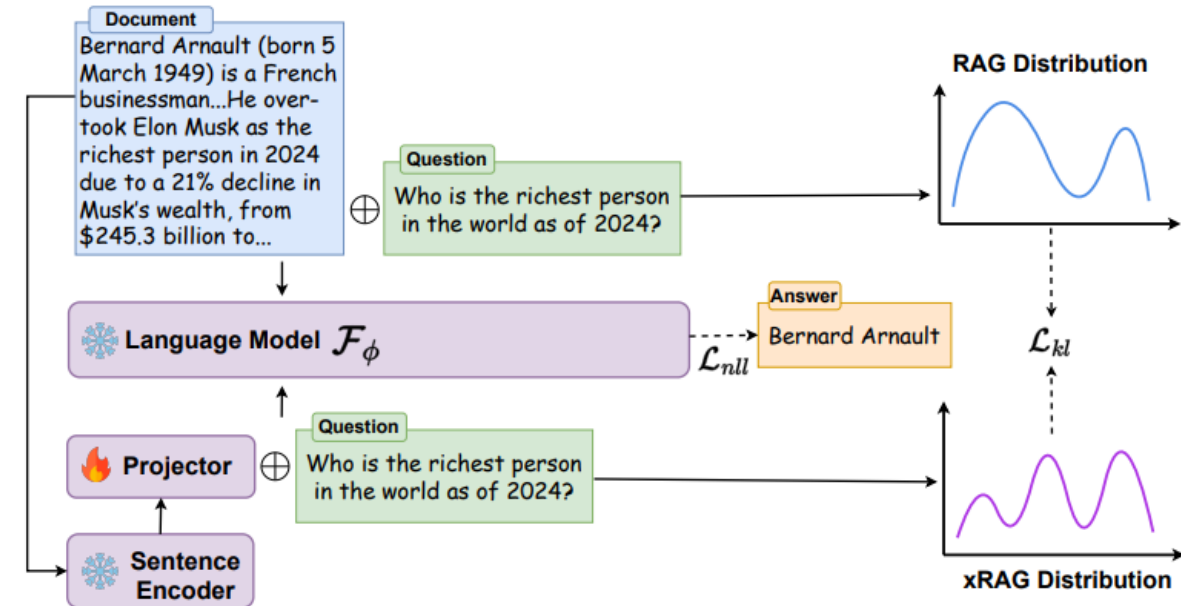 Document
Bernard Arnault (born 5
March 1949) is a French
businessman...He over-
took Elon Musk as the
richest person in 2024
due to a 21% decline in
Musk's wealth, from
$245.3 billion to...
⊕
Question
Who is the richest person
in the world as of 2024?
RAG Distribution
Language Model 𝓕ϕ
𝓛nll
Answer
Bernard Arnault
𝓛kl
Projector
⊕
Question
Who is the richest person
in the world as of 2024?
Sentence
Encoder
xRAG Distribution